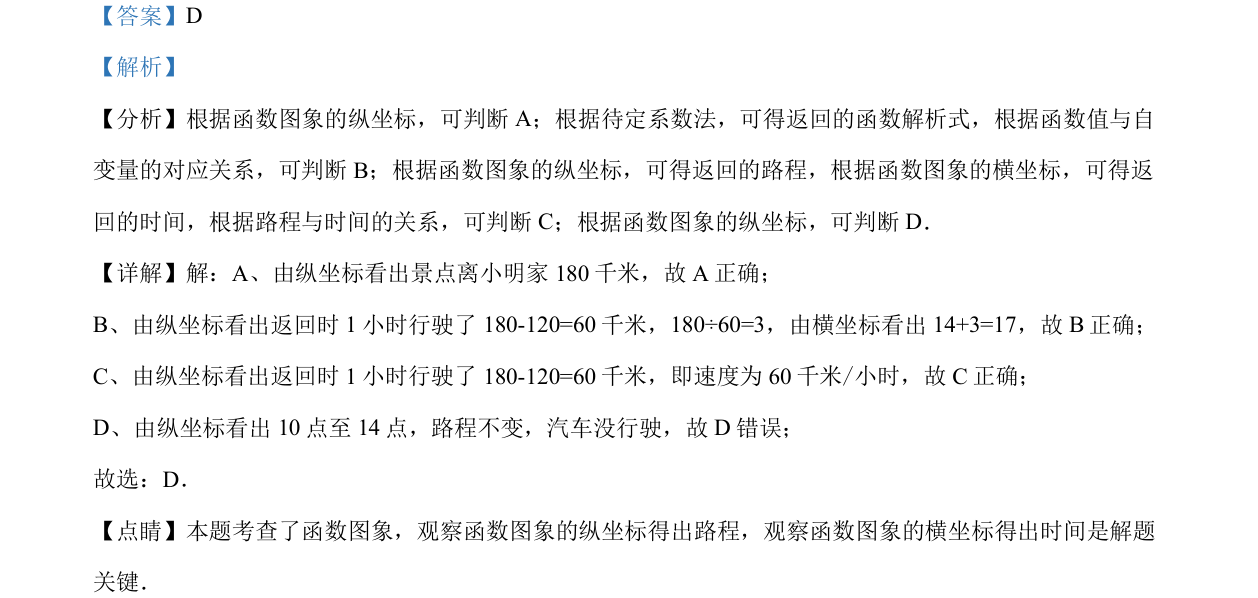 【答案】D
【解析】
【分析】根据函数图象的纵坐标，可判断 A；根据待定系数法，可得返回的函数解析式，根据函数值与自
变量的对应关系，可判断 B；根据函数图象的纵坐标，可得返回的路程，根据函数图象的横坐标，可得返
回的时间，根据路程与时间的关系，可判断 C；根据函数图象的纵坐标，可判断 D．
【详解】解：A、由纵坐标看出景点离小明家 180 千米，故 A 正确；
B、由纵坐标看出返回时 1 小时行驶了 180-120=60 千米，180÷60=3，由横坐标看出 14+3=17，故 B 正确；
C、由纵坐标看出返回时 1 小时行驶了 180-120=60 千米，即速度为 60 千米/小时，故 C 正确；
D、由纵坐标看出 10 点至 14 点，路程不变，汽车没行驶，故 D 错误；
故选：D．
【点睛】本题考查了函数图象，观察函数图象的纵坐标得出路程，观察函数图象的横坐标得出时间是解题
关键．